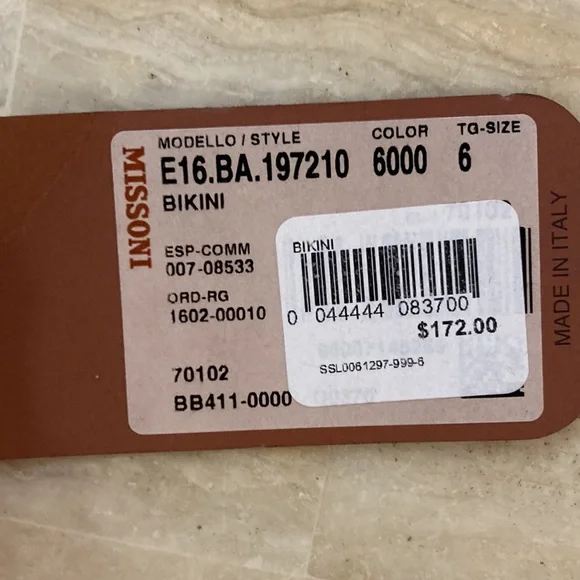 MISSONI
MODELLO / STYLE COLOR TG-SIZE
E16.BA.197210 6000 6
BIKINI
ESP-COMM
007-08533
ORD-RG
1602-00010
70102
BB411-0000
BIKINI
0 044444 083700
$172.00
SSL0061297-999-6
MADE IN ITALY